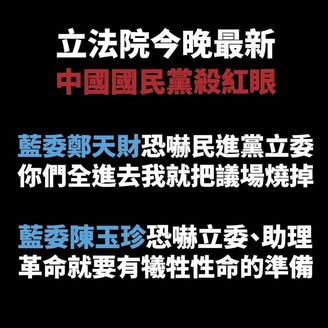 立法院今晚最新
中國國民黨殺紅眼
藍委鄭天財恐嚇民進黨立委
你們全進去我就把議場燒掉
藍委陳玉珍恐嚇立委、助理
革命就要有犧牲性命的準備